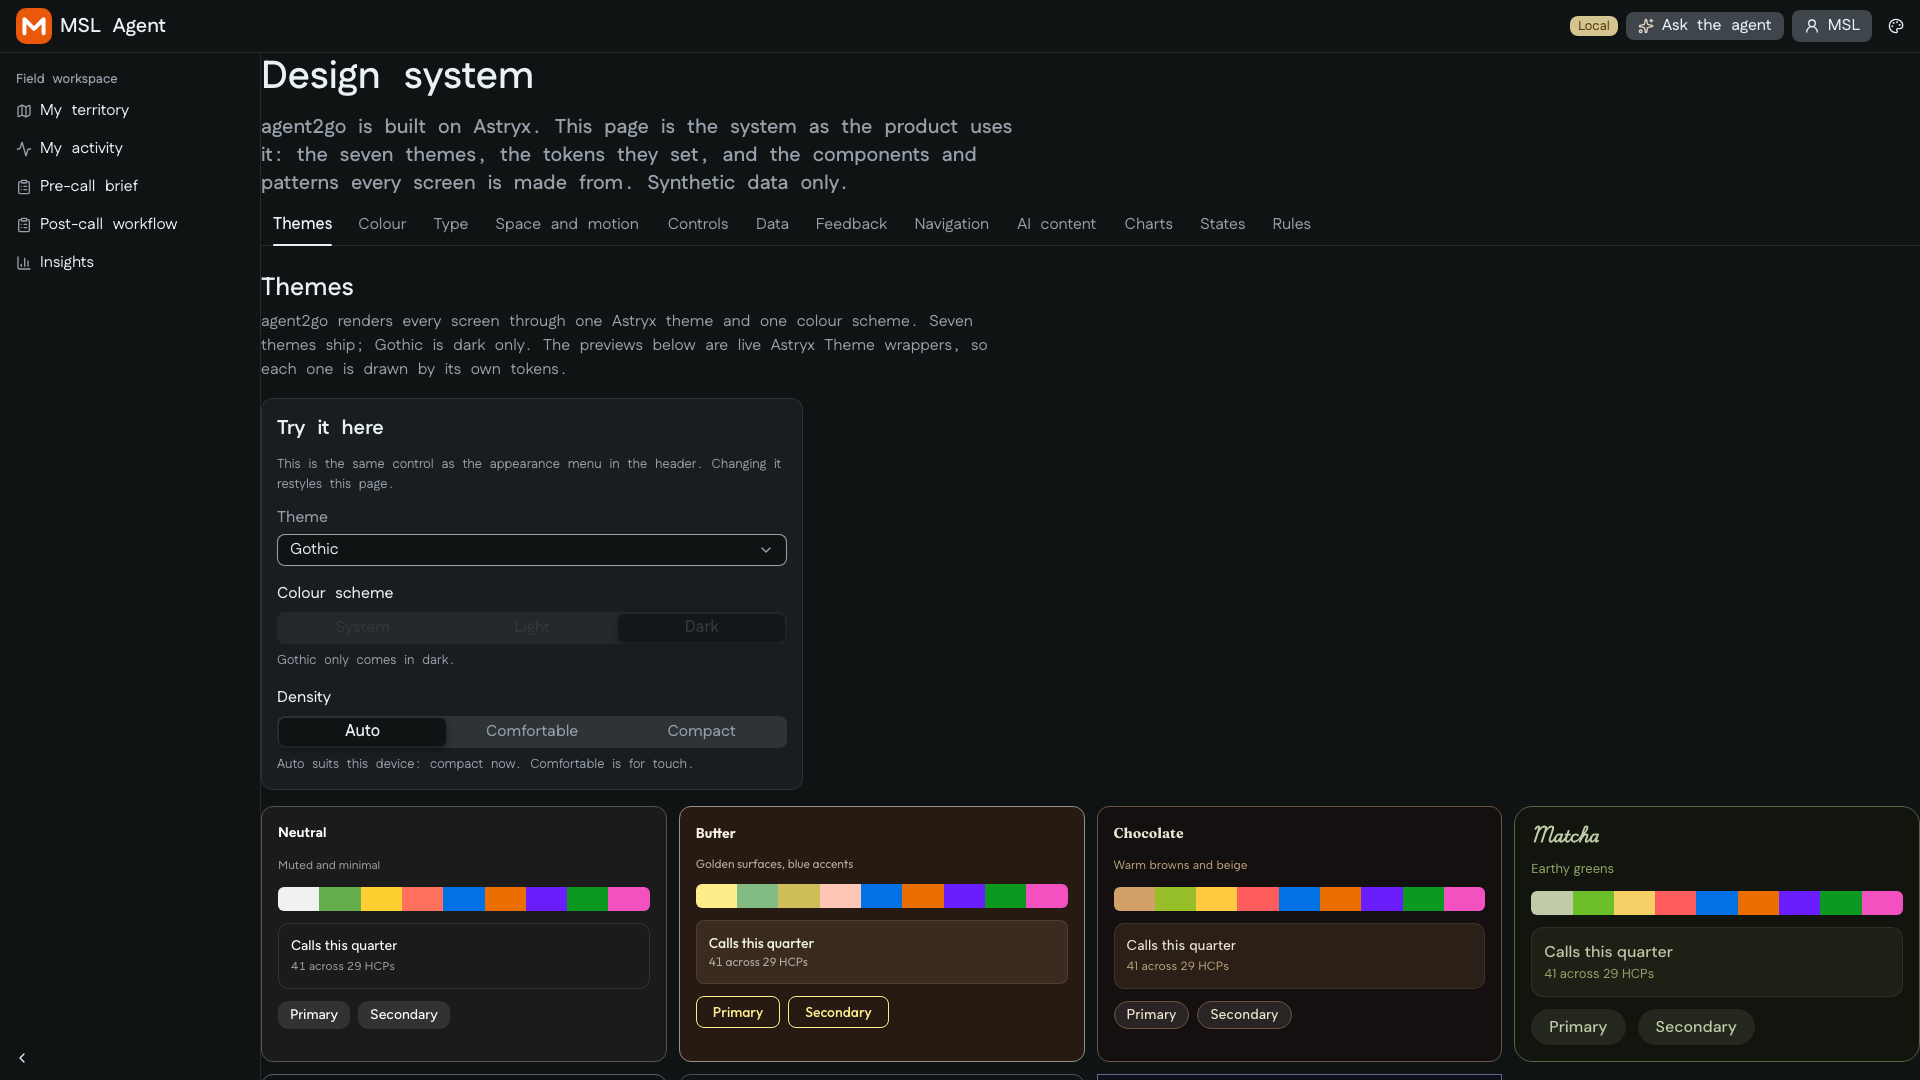 MSL Agent
Local
Ask the agent
MSL
Field workspace
My territory
My activity
Pre-call brief
Post-call workflow
Insights
Design system
agent2go is built on Astryx. This page is the system as the product uses
it: the seven themes, the tokens they set, and the components and
patterns every screen is made from. Synthetic data only.
Themes
Colour
Type
Space and motion
Controls
Data
Feedback
Navigation
AI content
Charts
States
Rules
Themes
agent2go renders every screen through one Astryx theme and one colour scheme. Seven
themes ship; Gothic is dark only. The previews below are live Astryx Theme wrappers, so
each one is drawn by its own tokens.
Try it here
This is the same control as the appearance menu in the header. Changing it
restyles this page.
Theme
Gothic
Colour scheme
System
Light
Dark
Gothic only comes in dark.
Density
Auto
Comfortable
Compact
Auto suits this device: compact now. Comfortable is for touch.
Neutral
Muted and minimal
Calls this quarter
41 across 29 HCPs
Primary
Secondary
Butter
Golden surfaces, blue accents
Calls this quarter
41 across 29 HCPs
Primary
Secondary
Chocolate
Warm browns and beige
Calls this quarter
41 across 29 HCPs
Primary
Secondary
Matcha
Earthy greens
Calls this quarter
41 across 29 HCPs
Primary
Secondary